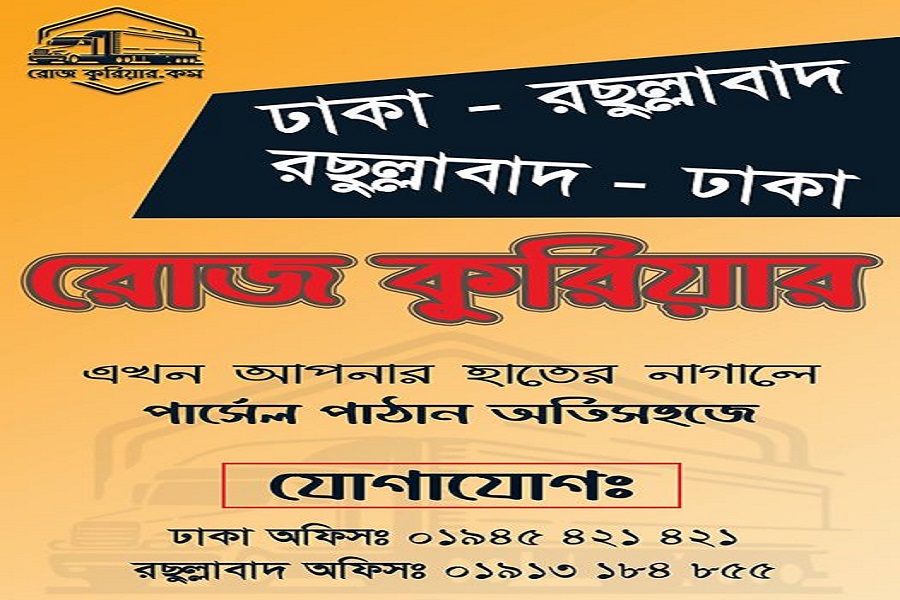 রোজ কুরিয়ার.কম
ঢাকা - রছুল্লাবাদ
রছুল্লাবাদ - ঢাকা
রোজ কুরিয়ার
এখন আপনার হাতের নাগালে
পার্সেল পাঠান অতিসহজে
যোগাযোগঃ
ঢাকা অফিসঃ ০১৯৪৫ ৪২১ ৪২১
রছুল্লাবাদ অফিসঃ ০১৯১৩ ১৮৪ ৮৫৫